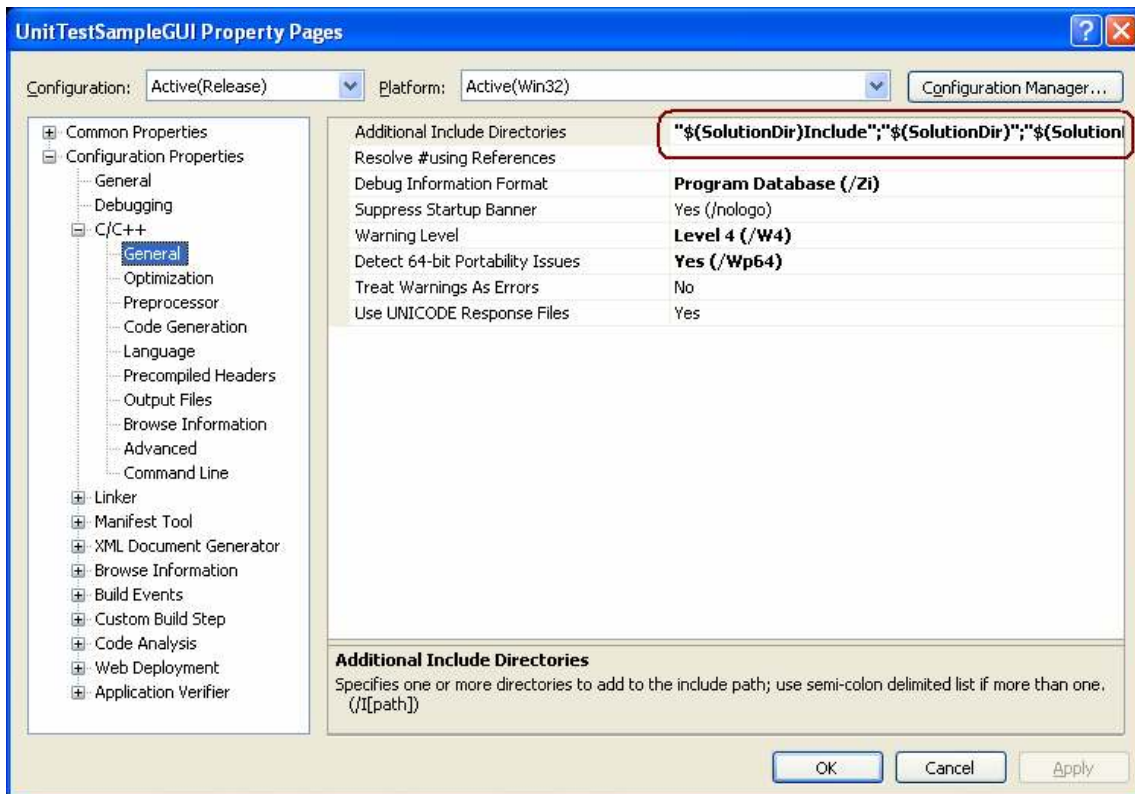 UnitTestSampleGUI Property Pages
Configuration: Active(Release) Platform: Active(Win32) Configuration Manager...
Common Properties
Configuration Properties
General
Debugging
C/C++
General
Optimization
Preprocessor
Code Generation
Language
Precompiled Headers
Output Files
Browse Information
Advanced
Command Line
Linker
Manifest Tool
XML Document Generator
Browse Information
Build Events
Custom Build Step
Code Analysis
Web Deployment
Application Verifier
Additional Include Directories "$(SolutionDir)Include";"$(SolutionDir)";"$(Solution
Resolve #using References
Debug Information Format Program Database (/Zi)
Suppress Startup Banner Yes (/nologo)
Warning Level Level 4 (/W4)
Detect 64-bit Portability Issues Yes (/Wp64)
Treat Warnings As Errors No
Use UNICODE Response Files Yes
Additional Include Directories
Specifies one or more directories to add to the include path; use semi-colon delimited list if more than one.
(/I[path])
OK Cancel Apply